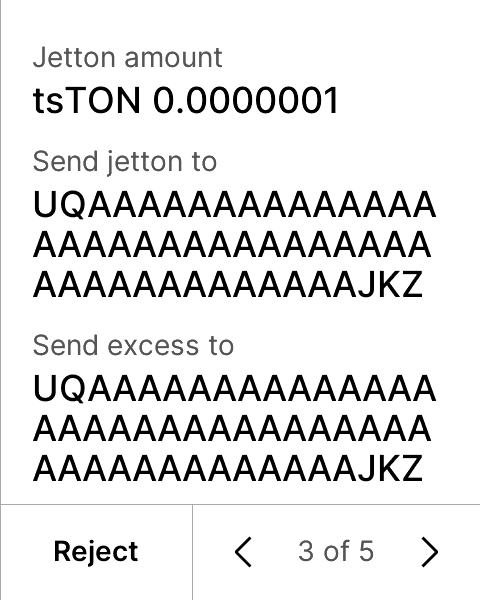 Jetton amount
tsTON 0.0000001
Send jetton to
UQAAAAAAAAAAAAAA
AAAAAAAAAAAAAAAA
AAAAAAAAAAAAAJKZ
Send excess to
UQAAAAAAAAAAAAAA
AAAAAAAAAAAAAAAA
AAAAAAAAAAAAAJKZ
Reject
3 of 5